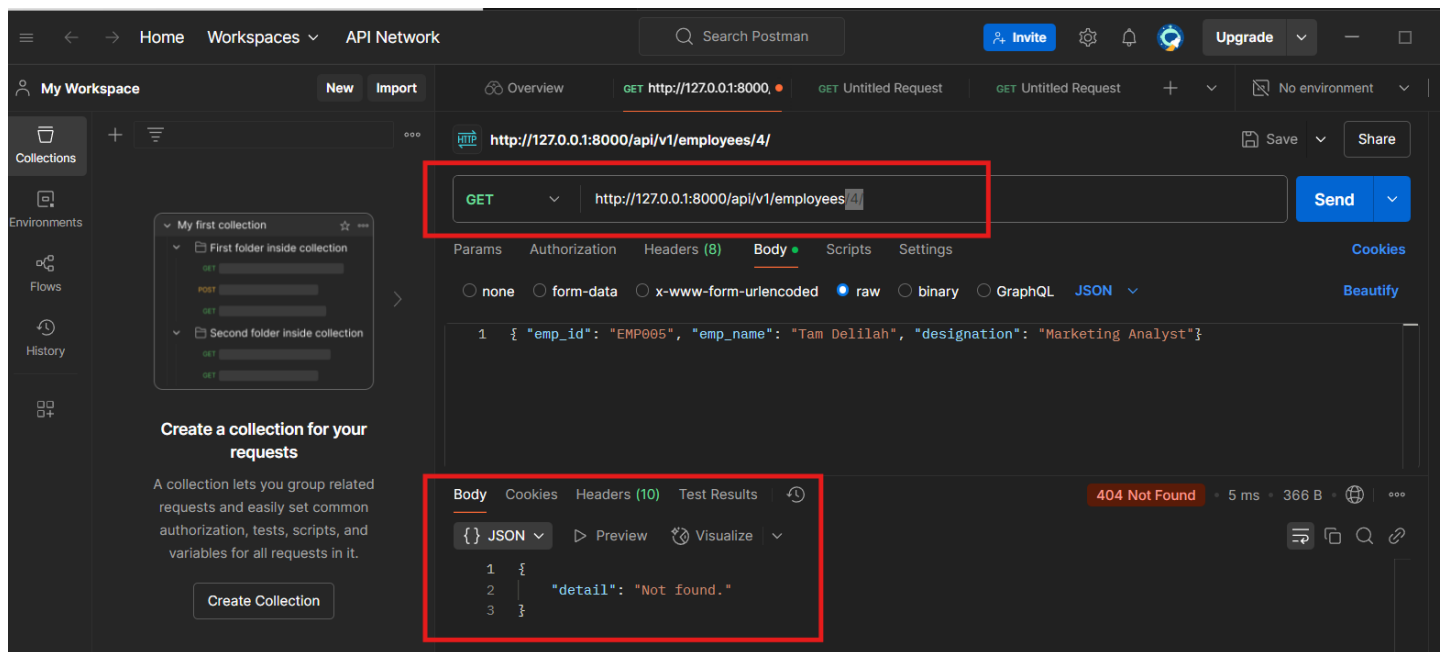 Home Workspaces API Network Search Postman Invite Upgrade
My Workspace New Import Overview GET http://127.0.0.1:8000, GET Untitled Request GET Untitled Request No environment
Collections
Environments
Flows
History
My first collection
First folder inside collection
GET
POST
GET
Second folder inside collection
GET
GET
Create a collection for your
requests
A collection lets you group related
requests and easily set common
authorization, tests, scripts, and
variables for all requests in it.
Create Collection
HTTP http://127.0.0.1:8000/api/v1/employees/4/ Save Share
GET http://127.0.0.1:8000/api/v1/employees/4/ Send
Params Authorization Headers (8) Body Scripts Settings Cookies
none form-data x-www-form-urlencoded raw binary GraphQL JSON Beautify
1 { "emp_id": "EMP005", "emp_name": "Tam Delilah", "designation": "Marketing Analyst"}
Body Cookies Headers (10) Test Results 404 Not Found 5 ms 366 B
{} JSON Preview Visualize
1 {
2 "detail": "Not found."
3 }